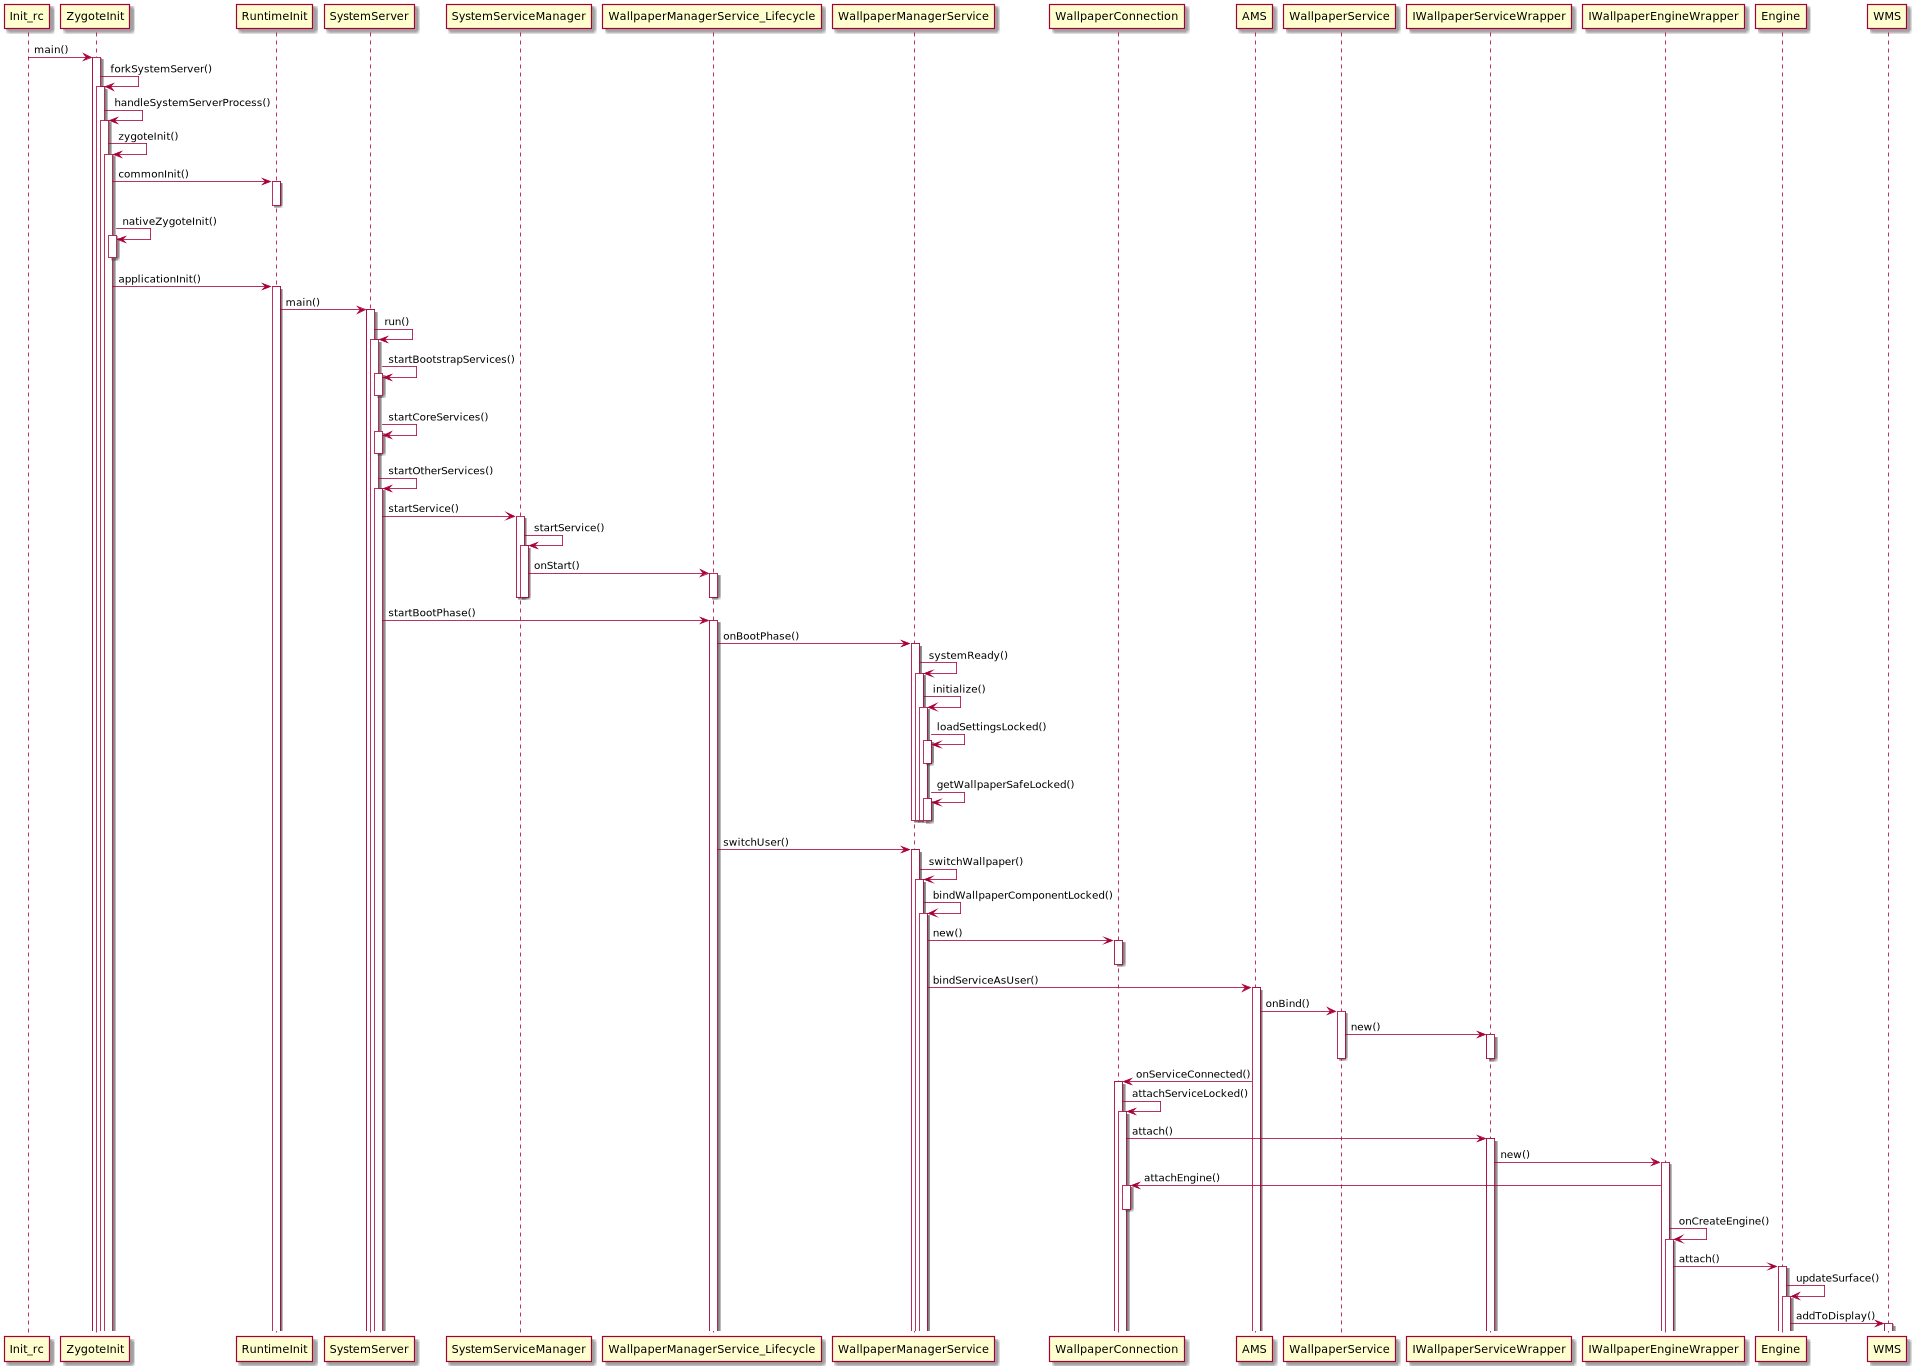 Init_rc
ZygoteInit
RuntimeInit
SystemServer
SystemServiceManager
WallpaperManagerService_Lifecycle
WallpaperManagerService
WallpaperConnection
AMS
WallpaperService
IWallpaperServiceWrapper
IWallpaperEngineWrapper
Engine
WMS
main()
forkSystemServer()
handleSystemServerProcess()
zygoteInit()
commonInit()
nativeZygoteInit()
applicationInit()
main()
run()
startBootstrapServices()
startCoreServices()
startOtherServices()
startService()
startService()
onStart()
startBootPhase()
onBootPhase()
systemReady()
initialize()
loadSettingsLocked()
getWallpaperSafeLocked()
switchUser()
switchWallpaper()
bindWallpaperComponentLocked()
new()
bindServiceAsUser()
onBind()
new()
onServiceConnected()
attachServiceLocked()
attach()
new()
attachEngine()
onCreateEngine()
attach()
updateSurface()
addToDisplay()
Init_rc
ZygoteInit
RuntimeInit
SystemServer
SystemServiceManager
WallpaperManagerService_Lifecycle
WallpaperManagerService
WallpaperConnection
AMS
WallpaperService
IWallpaperServiceWrapper
IWallpaperEngineWrapper
Engine
WMS